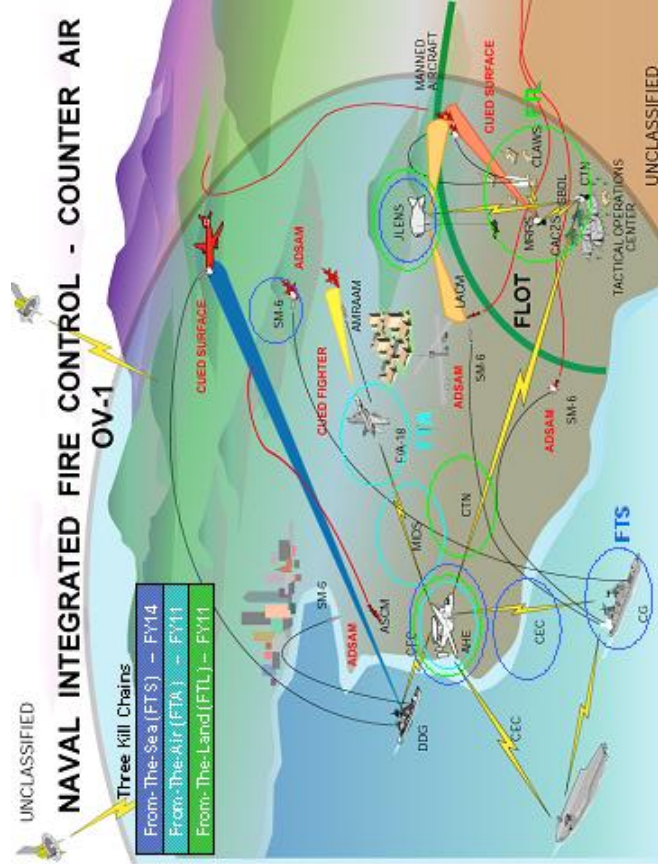 UNCLASSIFIED
NAVAL INTEGRATED FIRE CONTROL - COUNTER AIR
OV-1
Three Kill Chains
From-The-Sea (FTS) – FY14
From-The-Air (FTA) – FY11
From-The-Land (FTL) – FY11
CUED SURFACE
SM-6
ADSAM
SM-6
ADSAM
ASCM
DDG
CUED FIGHTER
AMRAAM
F/A-18
FTA
MIDS
CTN
CEC
AHE
CEC
CEC
CG
FTS
MANNED
AIRCRAFT
CUED SURFACE
JLENS
LACM
FLOT
ADSAM
SM-6
ADSAM
SM-6
FTL
CLAWS
MRRS
CAC2S
GBDL
CTN
TACTICAL OPERATIONS
CENTER
UNCLASSIFIED